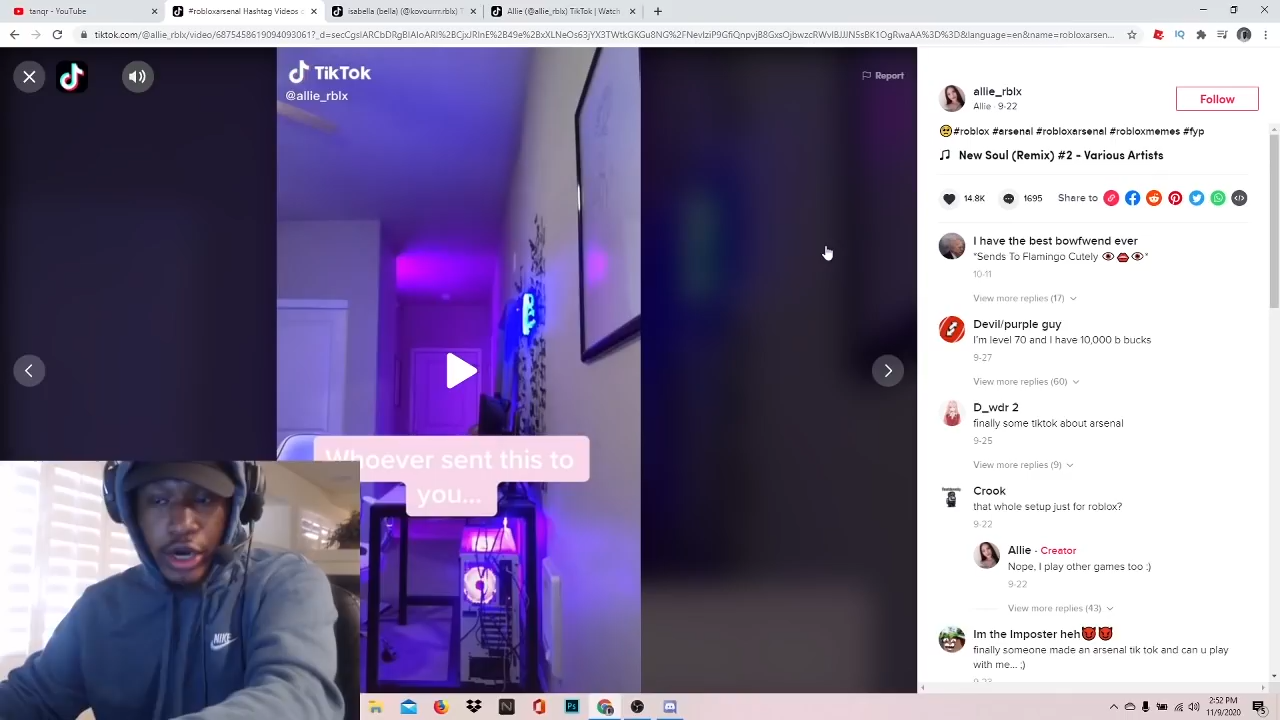 tanqr - YouTube
#robloxarsenal Hashtag Videos o
isabella (bella) (@kovourrrblx) T
Allie (@allie_rblx) TikTok | Watch
Report
TikTok
@allie_rblx
Whoever sent this to
you...
allie_rblx
Allie · 9-22
Follow
#roblox #arsenal #robloxarsenal #robloxmemes #fyp
New Soul (Remix) #2 - Various Artists
14.8K
1695
Share to
I have the best bowfwend ever
*Sends To Flamingo Cutely 👁👄👁*
10-11
View more replies (17)
Devil/purple guy
I'm level 70 and I have 10,000 b bucks
9-27
View more replies (60)
D_wdr 2
finally some tiktok about arsenal
9-25
View more replies (9)
Crook
that whole setup just for roblox?
9-22
Allie · Creator
Nope, I play other games too :)
9-22
View more replies (43)
Im the Imposter heh😈😈
finally someone made an arsenal tik tok and can u play
with me... ;)
9-23
NIKE
2:52 PM
11/9/2020